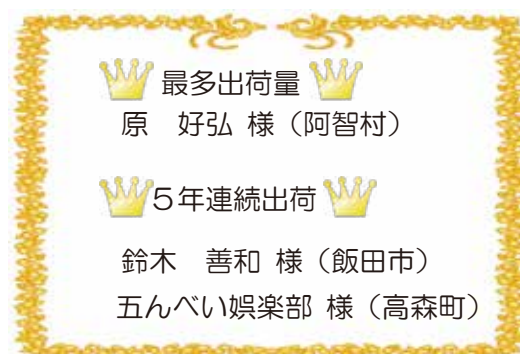 最多出荷量
原　好弘 様（阿智村）
５年連続出荷
鈴木　善和 様（飯田市）
五んべい娯楽部 様（高森町）